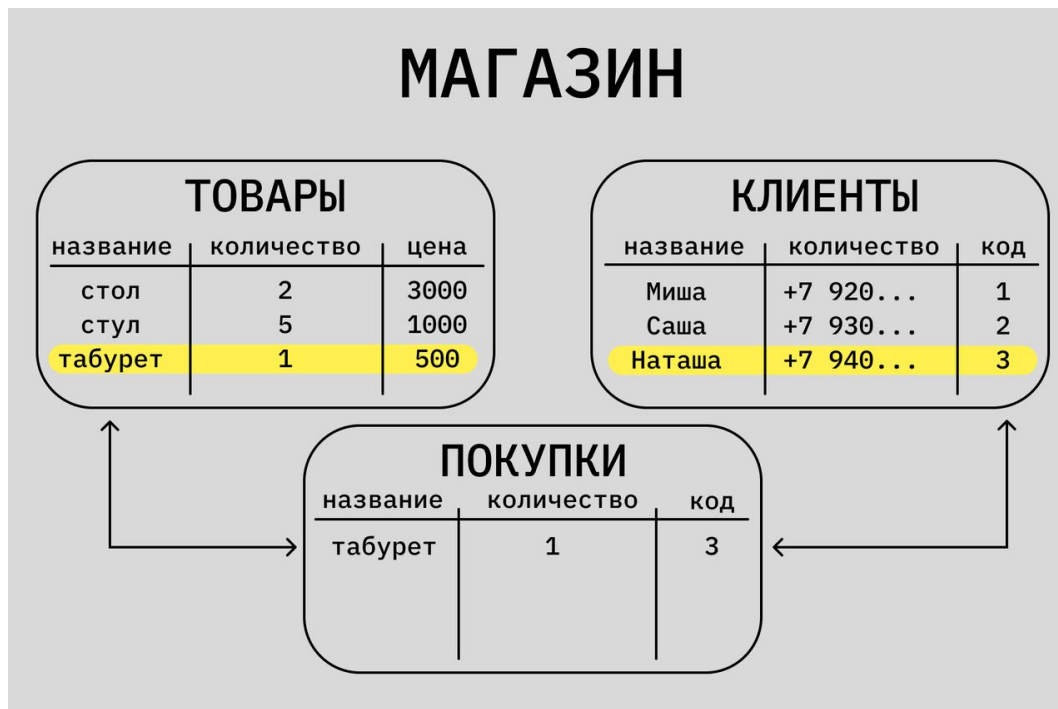 МАГАЗИН
ТОВАРЫ
название количество цена
стол 2 3000
стул 5 1000
табурет 1 500
КЛИЕНТЫ
название количество код
Миша +7 920... 1
Саша +7 930... 2
Наташа +7 940... 3
ПОКУПКИ
название количество код
табурет 1 3